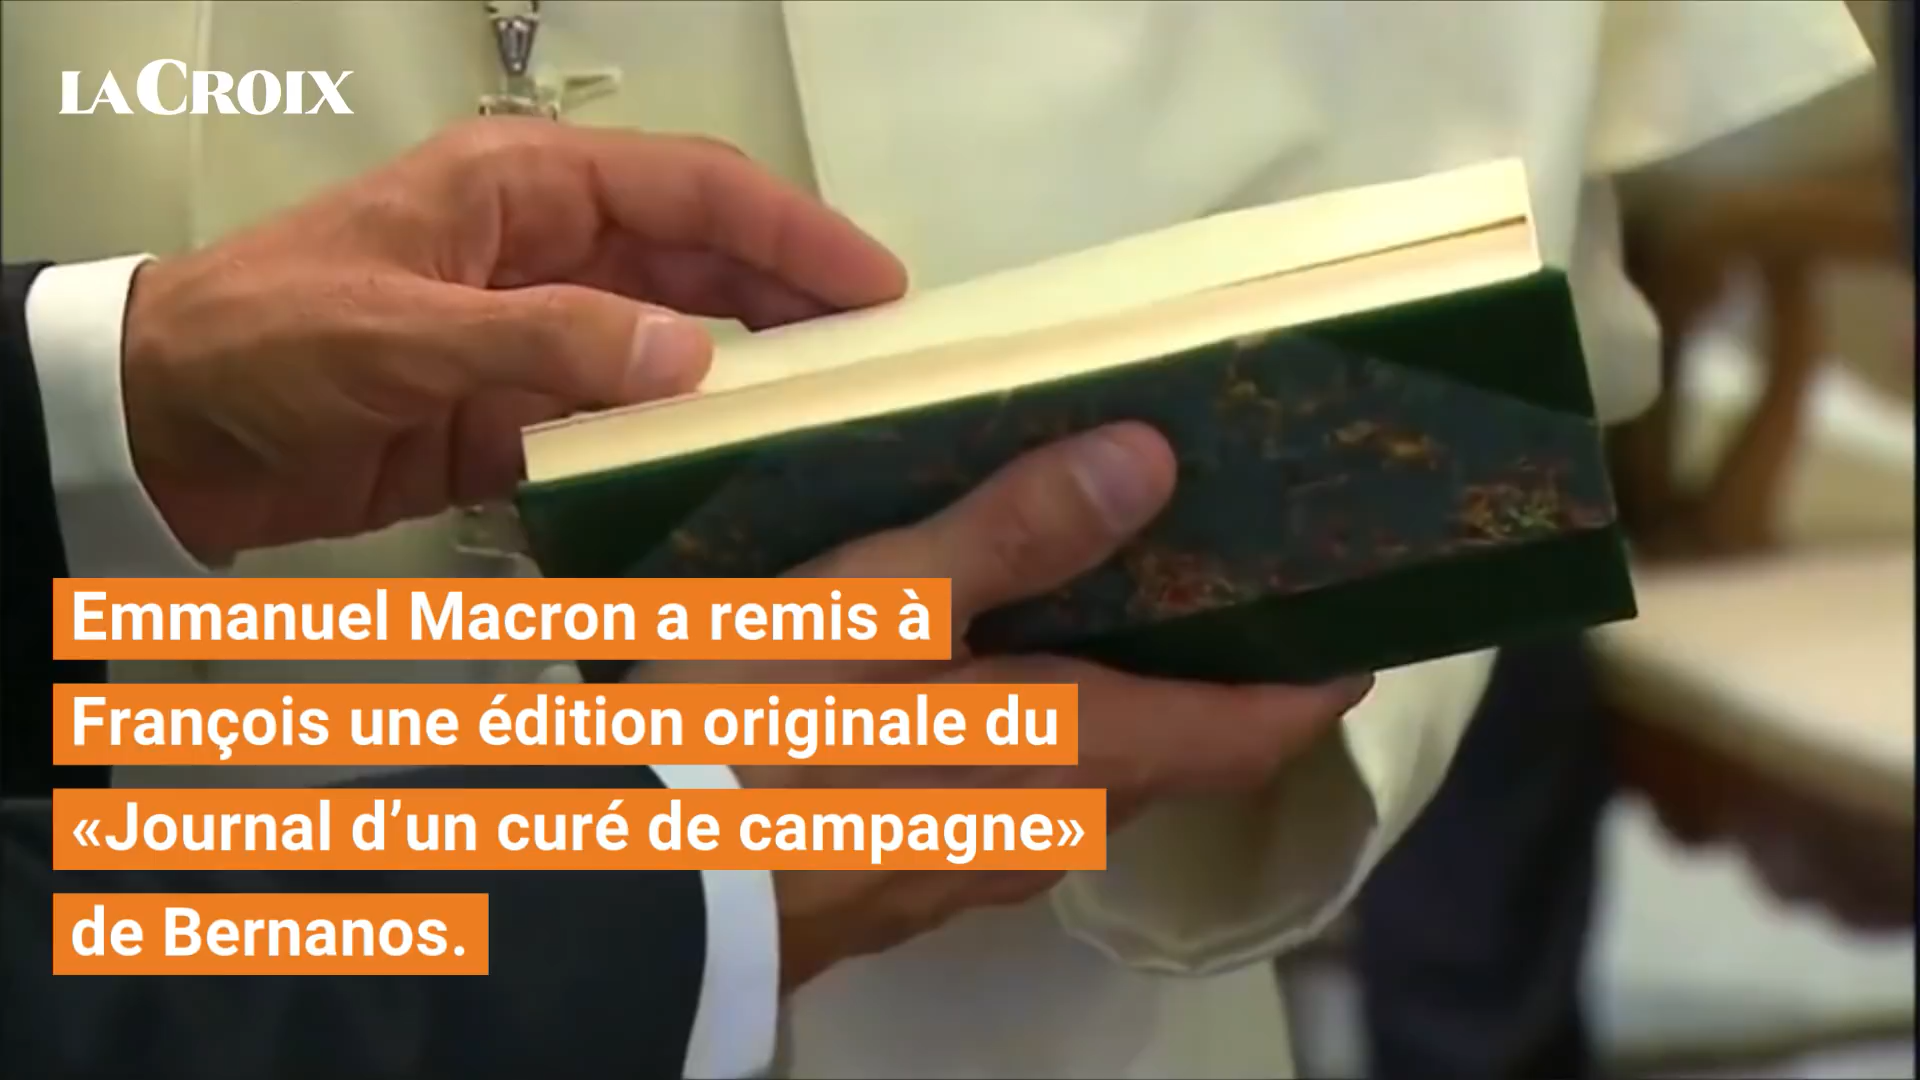 LA CROIX
Emmanuel Macron a remis à
François une édition originale du
«Journal d’un curé de campagne»
de Bernanos.